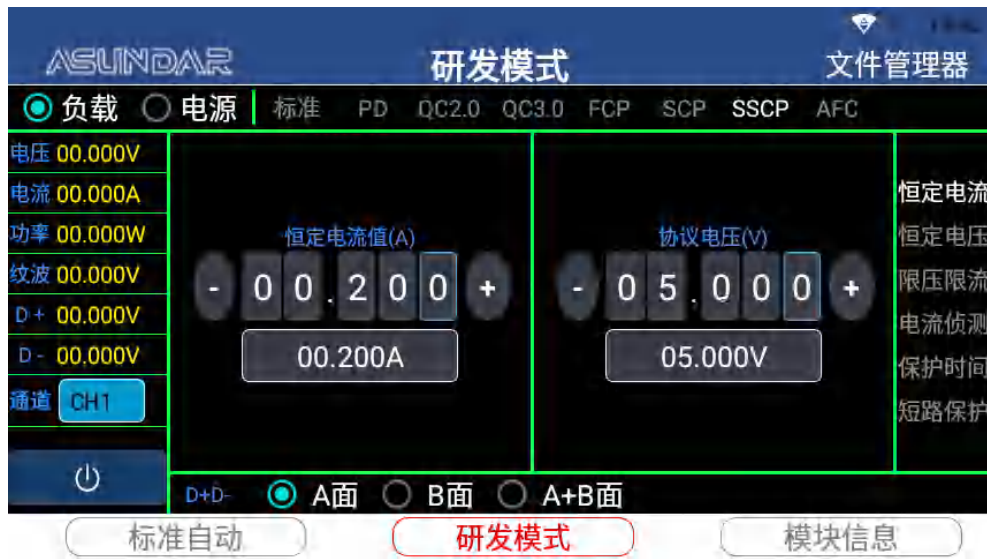 ASUNDAR 研发模式 文件管理器
负载 电源 标准 PD QC2.0 QC3.0 FCP SCP SSCP AFC
电压 00.000V
电流 00.000A
功率 00.000W
纹波 00.000V
D+ 00.000V
D- 00.000V
通道 CH1
恒定电流值(A)
- 0 0 . 2 0 0 +
00.200A
协议电压(V)
- 0 5 . 0 0 0 +
05.000V
恒定电流
恒定电压
限压限流
电流侦测
保护时间
短路保护
D+D- A面 B面 A+B面
标准自动 研发模式 模块信息